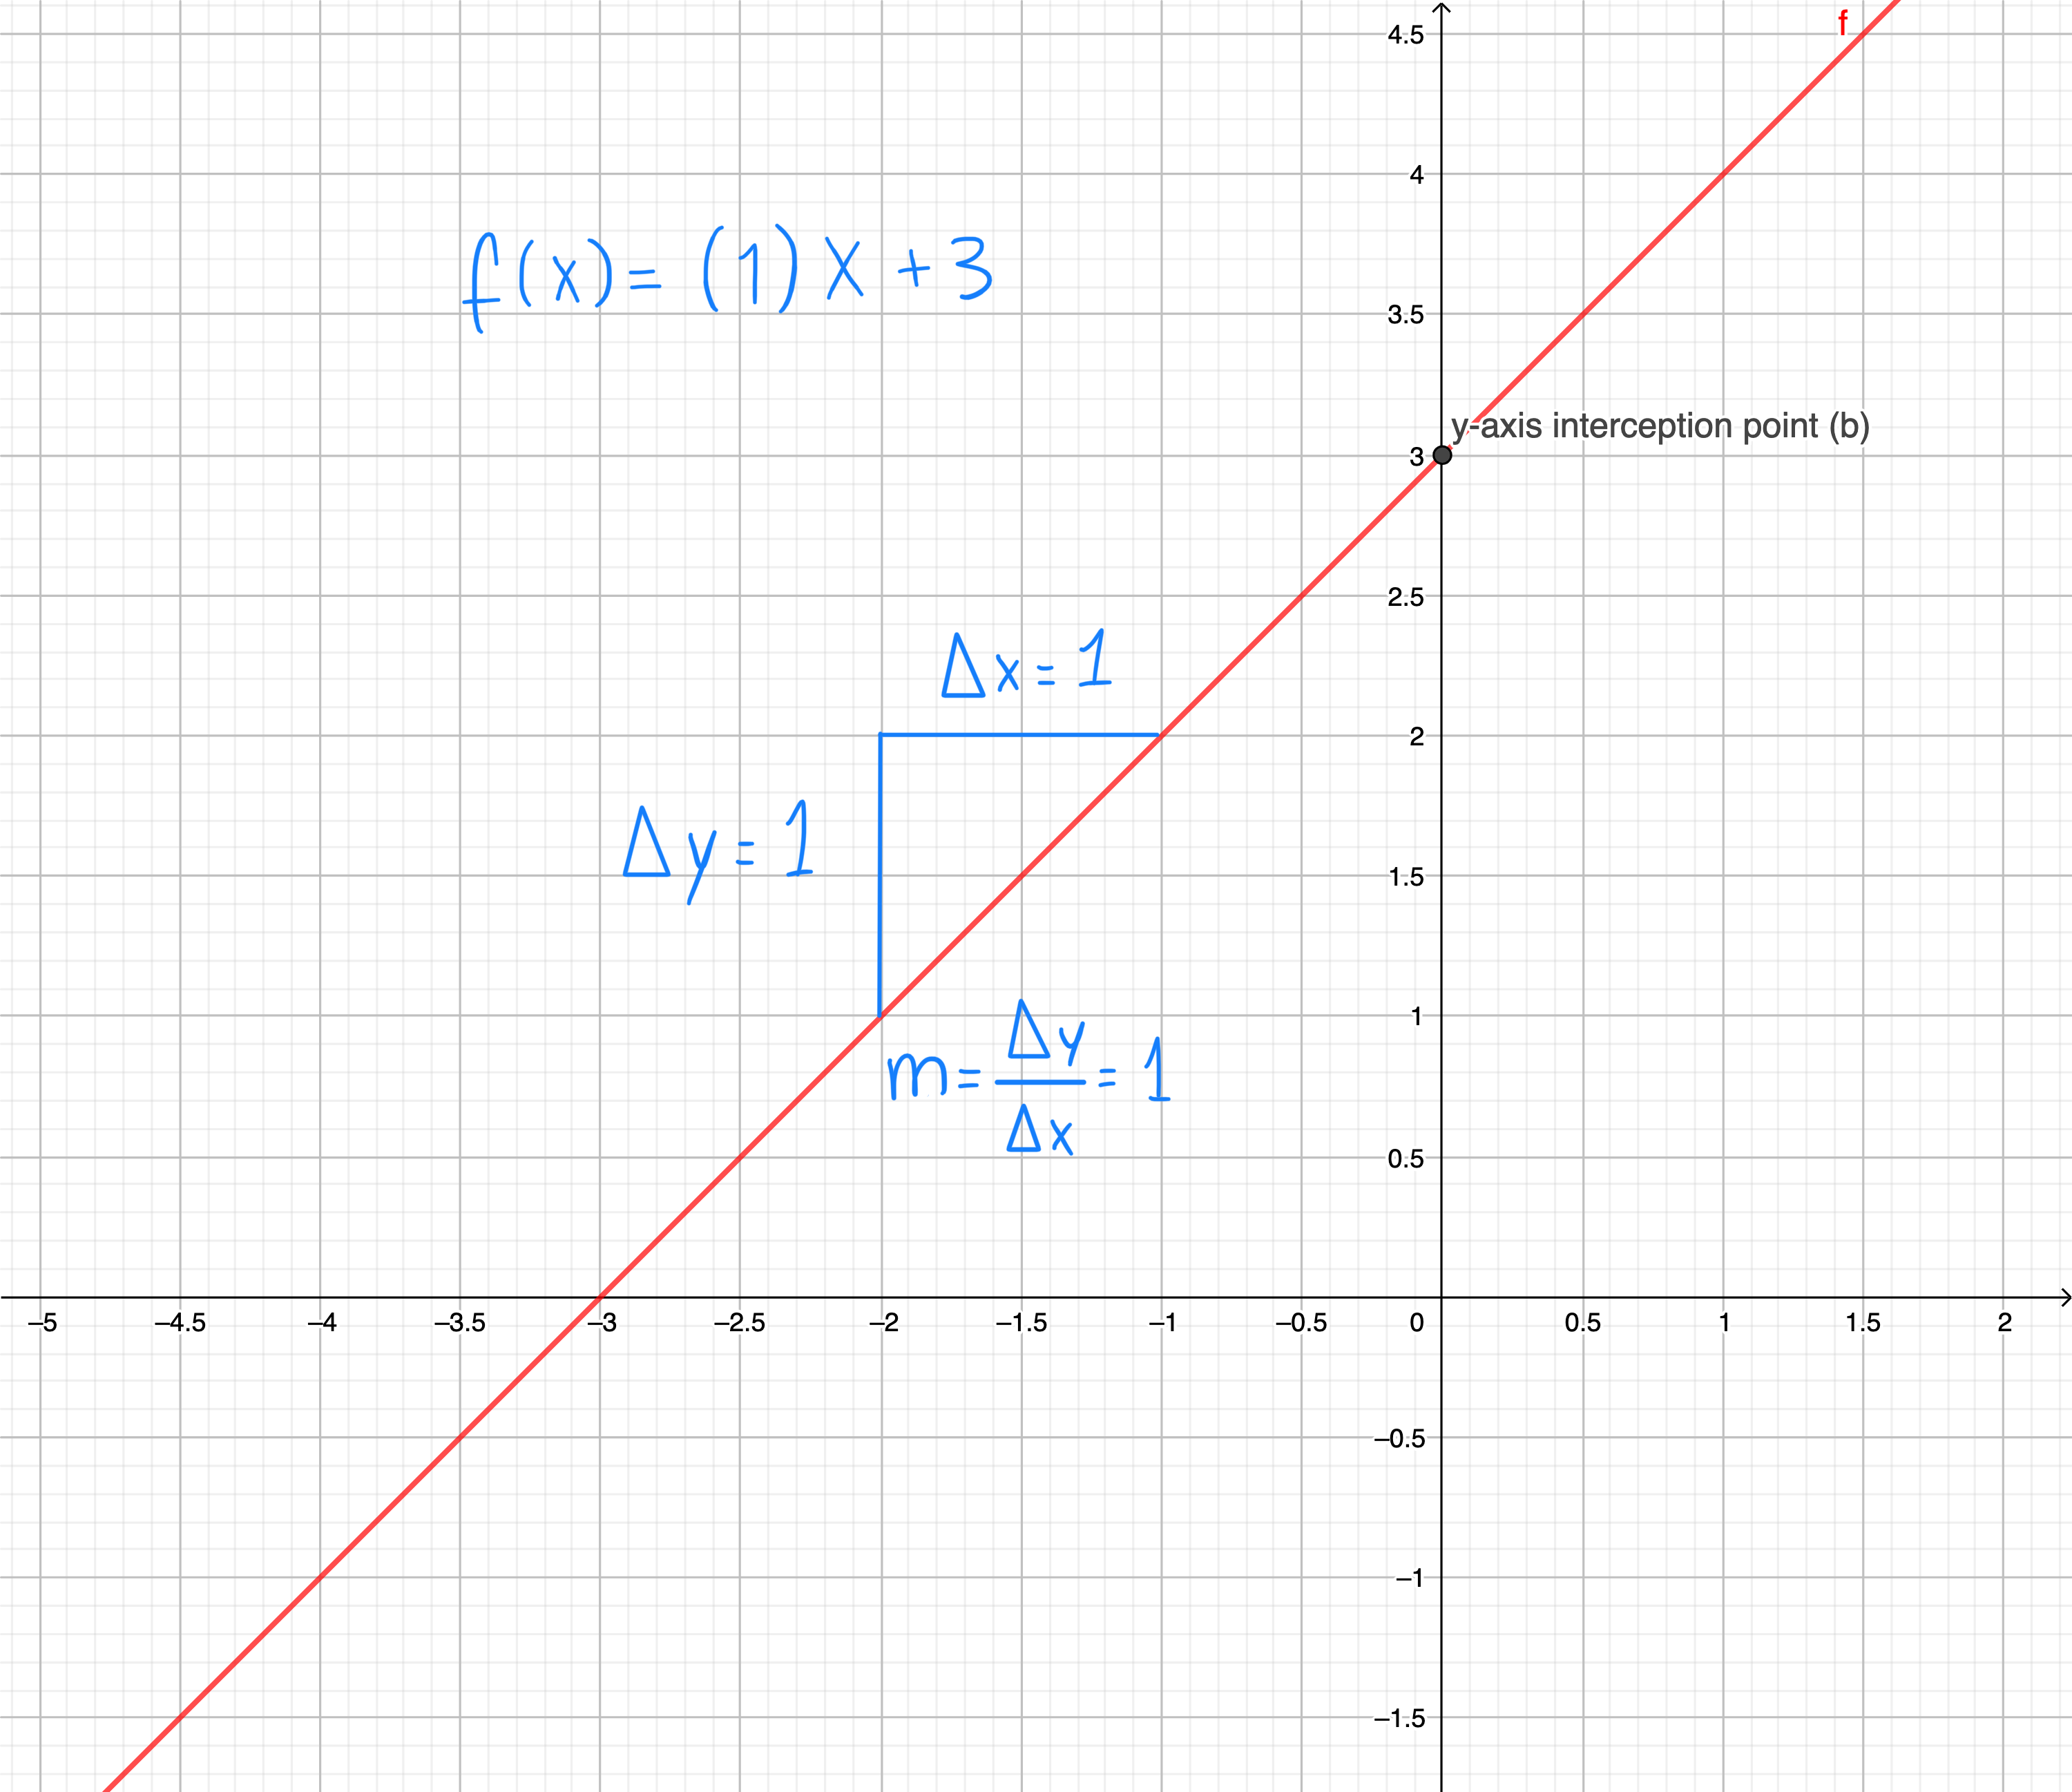 f
4.5
4
f(x) = (1) x + 3
3.5
y-axis interception point (b)
3
2.5
Δx = 1
2
Δy = 1
1.5
1
m = Δy/Δx = 1
0.5
−5 −4.5 −4 −3.5 −3 −2.5 −2 −1.5 −1 −0.5 0 0.5 1 1.5 2
−0.5
−1
−1.5